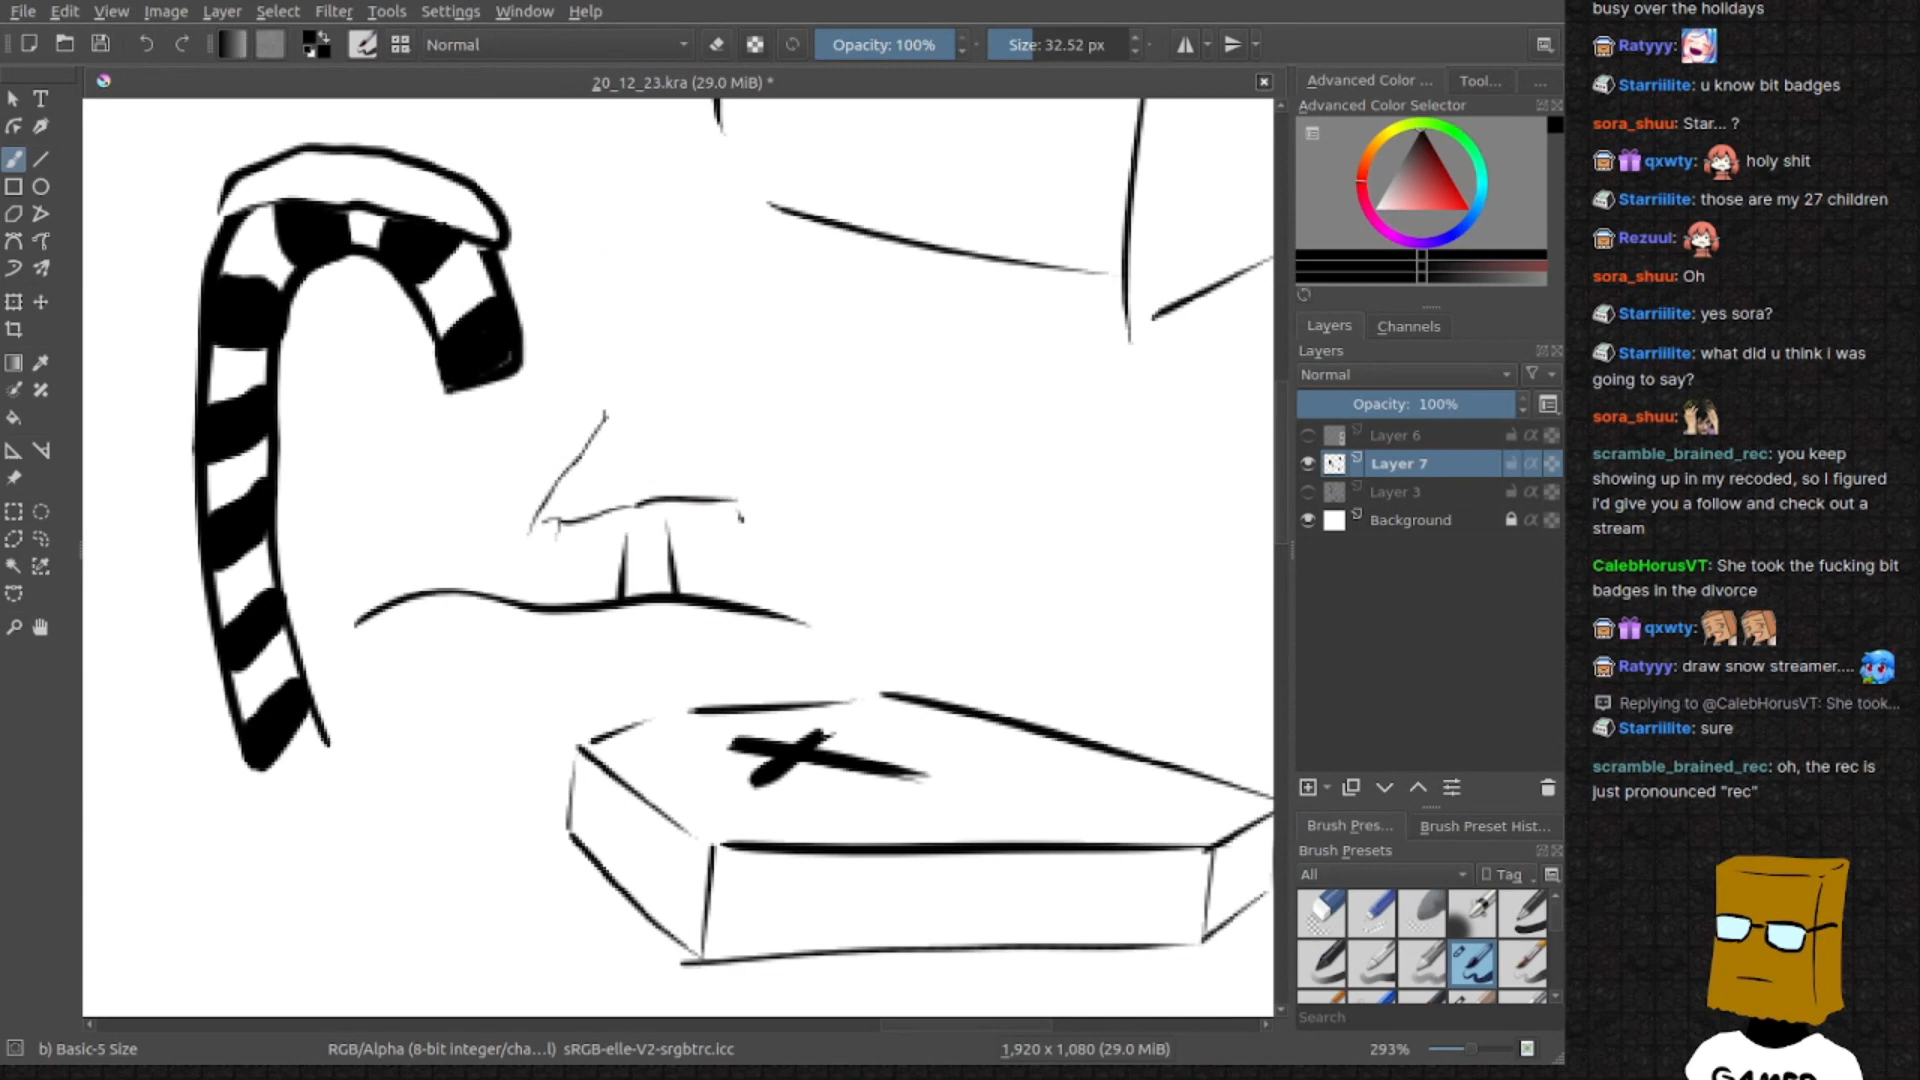 File Edit View Image Layer Select Filter Tools Settings Window Help
Normal
Opacity: 100%
Size: 32.52 px
20_12_23.kra (29.0 MiB) *
Advanced Color ...
Tool...
...
Advanced Color Selector
Layers
Channels
Layers
Normal
Opacity: 100%
Layer 6
Layer 7
Layer 3
Background
Brush Pres...
Brush Preset Hist...
Brush Presets
All
Tag
Search
b) Basic-5 Size
RGB/Alpha (8-bit integer/cha...l) sRGB-elle-V2-srgbtrc.icc
1,920 x 1,080 (29.0 MiB)
293%
busy over the holidays
Ratyyy:
Starriilite: u know bit badges
sora_shuu: Star... ?
qxwty: holy shit
Starriilite: those are my 27 children
Rezuul:
sora_shuu: Oh
Starriilite: yes sora?
Starriilite: what did u think i was
going to say?
sora_shuu:
scramble_brained_rec: you keep
showing up in my recoded, so I figured
i'd give you a follow and check out a
stream
CalebHorusVT: She took the fucking bit
badges in the divorce
qxwty:
Ratyyy: draw snow streamer....
Replying to @CalebHorusVT: She took...
Starriilite: sure
scramble_brained_rec: oh, the rec is
just pronounced "rec"
GAMER